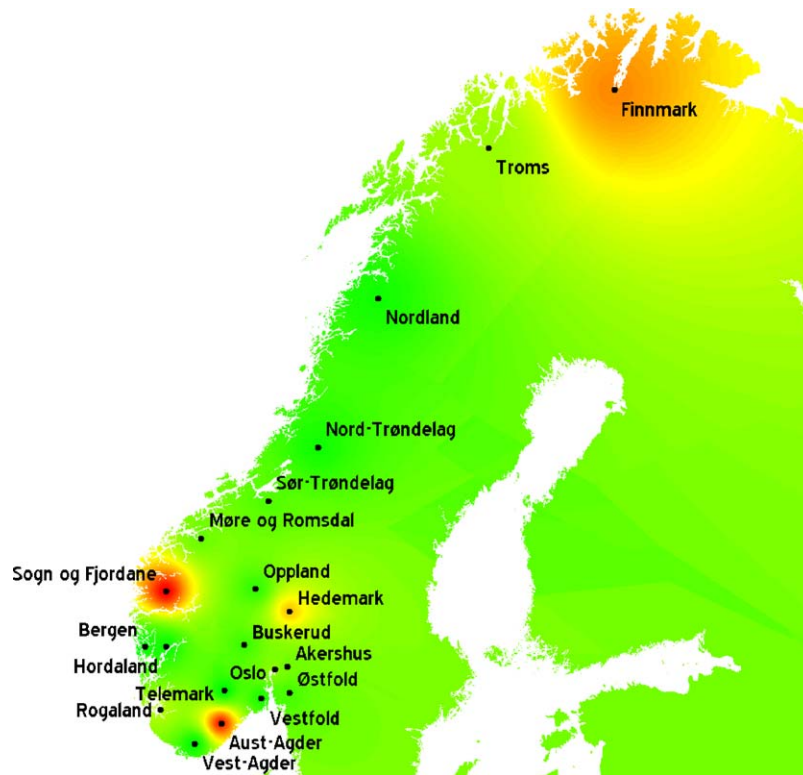 Finnmark
Troms
Nordland
Nord-Trøndelag
Sør-Trøndelag
Møre og Romsdal
Sogn og Fjordane
Oppland
Hedemark
Bergen
Buskerud
Hordaland
Akershus
Oslo
Østfold
Telemark
Rogaland
Vestfold
Aust-Agder
Vest-Agder